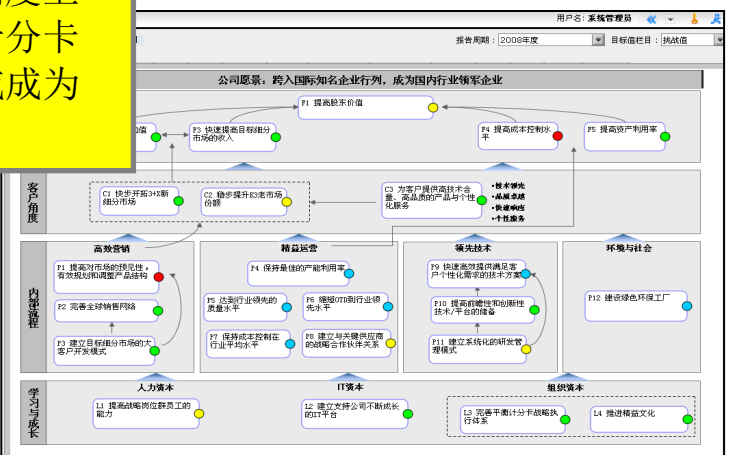 度上
分卡
成为
用户名: 系统管理员
报告周期: 2008年度
目标值栏目: 挑战值
公司愿景: 跨入国际知名企业行列, 成为国内行业领军企业
F1 提高股东价值
值
F3 快速提高目标细分
市场的收入
F4 提高成本控制水
平
F5 提高资产利用率
客户角度
C1 快步开拓3+X新
细分市场
C2 稳步提升K3老市场
份额
C3 为客户提供高技术含
量、高品质的产品与个性
化服务
•技术领先
•品质卓越
•快速响应
•个性服务
内部流程
高效营销
P1 提高对市场的预见性,
有效规划和调整产品结构
P2 完善全球销售网络
P3 建立目标细分市场的大
客户开发模式
精益运营
P4 保持最佳的产能利用率
P5 达到行业领先的
质量水平
P6 缩短OTD到行业领
先水平
P7 保持成本控制在
行业平均水平
P8 建立与关键供应商
的战略合作伙伴关系
领先技术
P9 快速高效提供满足客
户个性化需求的技术方案
P10 提高前瞻性和创新性
技术/平台的储备
P11 建立系统化的研发管
理模式
环境与社会
P12 建设绿色环保工厂
学习与成长
人力资本
L1 提高战略岗位群员工的
能力
IT资本
L2 建立支持公司不断成长
的IT平台
组织资本
L3 完善平衡计分卡战略执
行体系
L4 推进精益文化